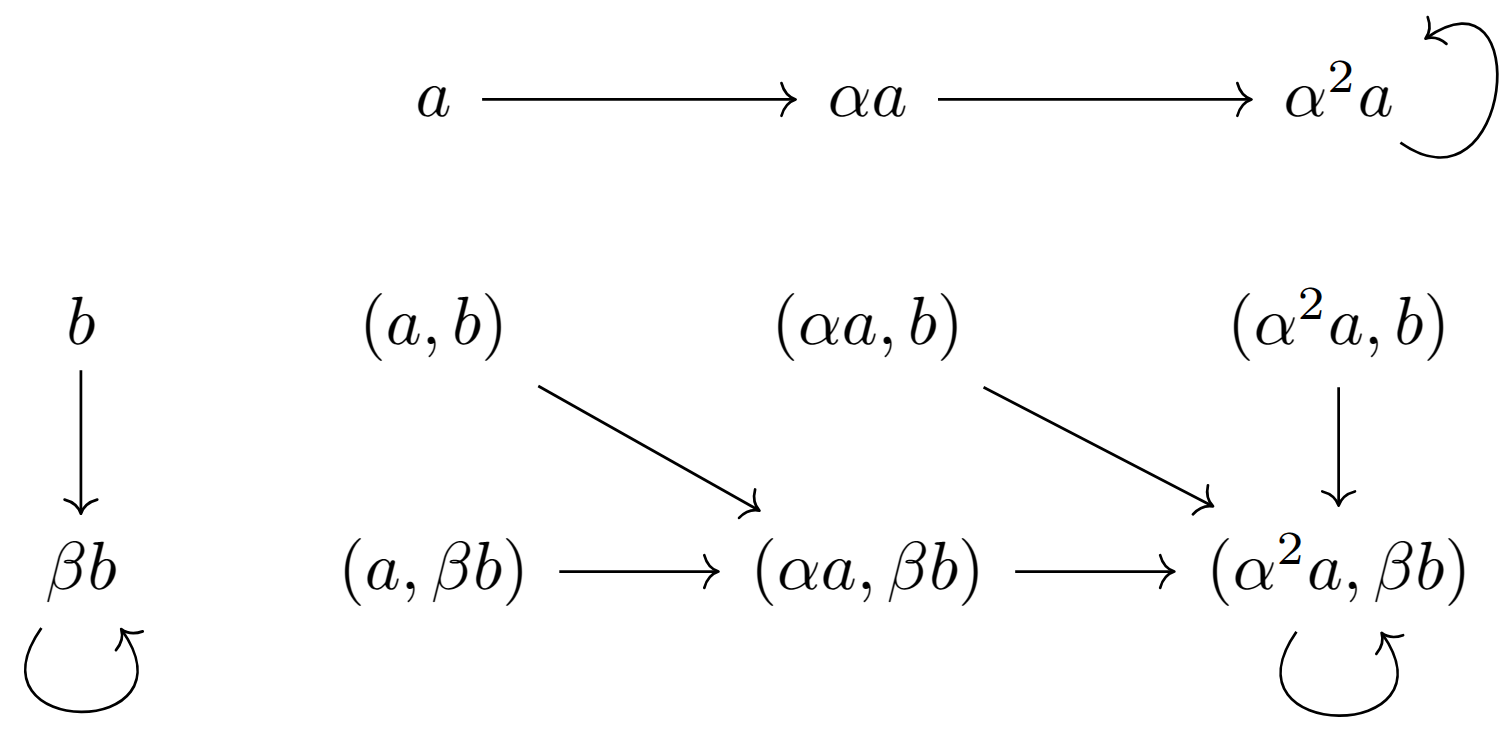 a αa α²a
b (a, b) (αa, b) (α²a, b)
βb (a, βb) (αa, βb) (α²a, βb)